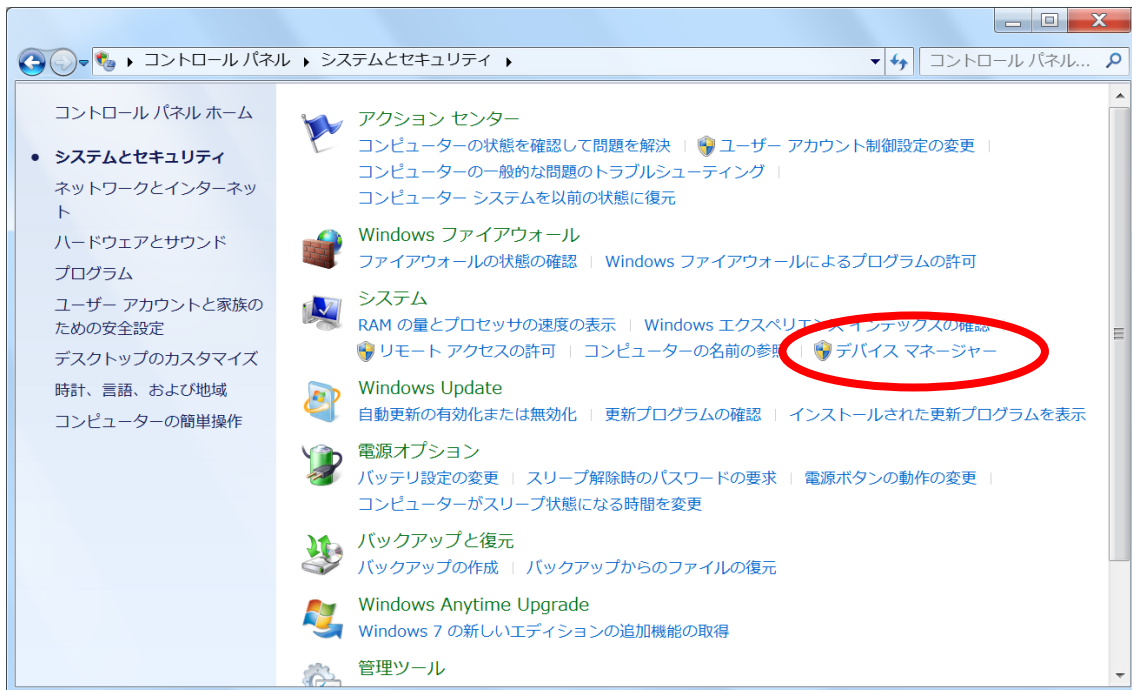 コントロール パネル ▸ システムとセキュリティ ▸
コントロール パネル...
コントロール パネル ホーム
システムとセキュリティ
ネットワークとインターネッ
ト
ハードウェアとサウンド
プログラム
ユーザー アカウントと家族の
ための安全設定
デスクトップのカスタマイズ
時計、言語、および地域
コンピューターの簡単操作
アクション センター
コンピューターの状態を確認して問題を解決 | ユーザー アカウント制御設定の変更 |
コンピューターの一般的な問題のトラブルシューティング |
コンピューター システムを以前の状態に復元
Windows ファイアウォール
ファイアウォールの状態の確認 | Windows ファイアウォールによるプログラムの許可
システム
RAM の量とプロセッサの速度の表示 | Windows エクスペリエンス インデックスの確認
リモート アクセスの許可 | コンピューターの名前の参照 | デバイス マネージャー
Windows Update
自動更新の有効化または無効化 | 更新プログラムの確認 | インストールされた更新プログラムを表示
電源オプション
バッテリ設定の変更 | スリープ解除時のパスワードの要求 | 電源ボタンの動作の変更 |
コンピューターがスリープ状態になる時間を変更
バックアップと復元
バックアップの作成 | バックアップからのファイルの復元
Windows Anytime Upgrade
Windows 7 の新しいエディションの追加機能の取得
管理ツール